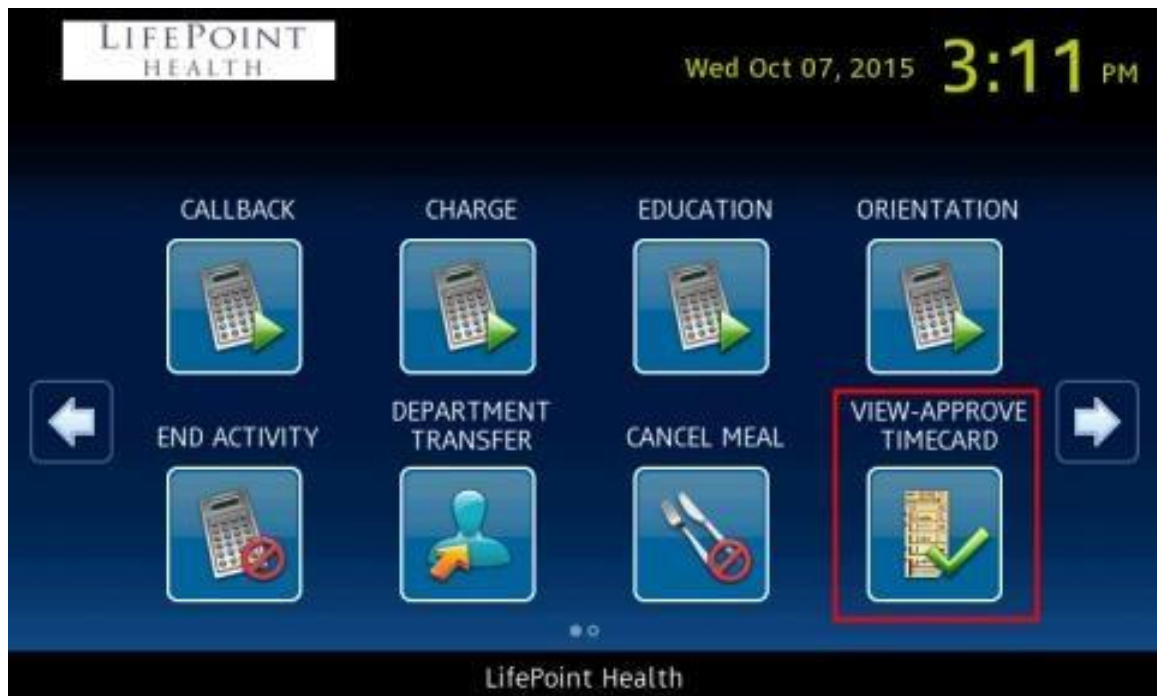 LIFEPOINT
HEALTH
Wed Oct 07, 2015 3:11 PM
CALLBACK
CHARGE
EDUCATION
ORIENTATION
END ACTIVITY
DEPARTMENT
TRANSFER
CANCEL MEAL
VIEW-APPROVE
TIMECARD
LifePoint Health